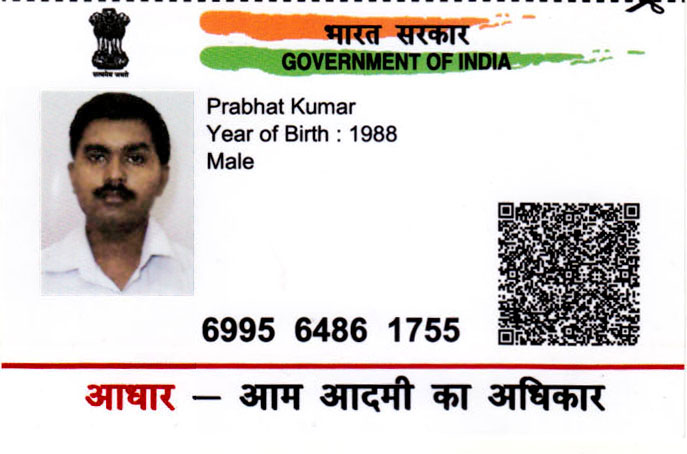 भारत सरकार
GOVERNMENT OF INDIA
सत्यमेव जयते
Prabhat Kumar
Year of Birth : 1988
Male
6995 6486 1755
आधार – आम आदमी का अधिकार